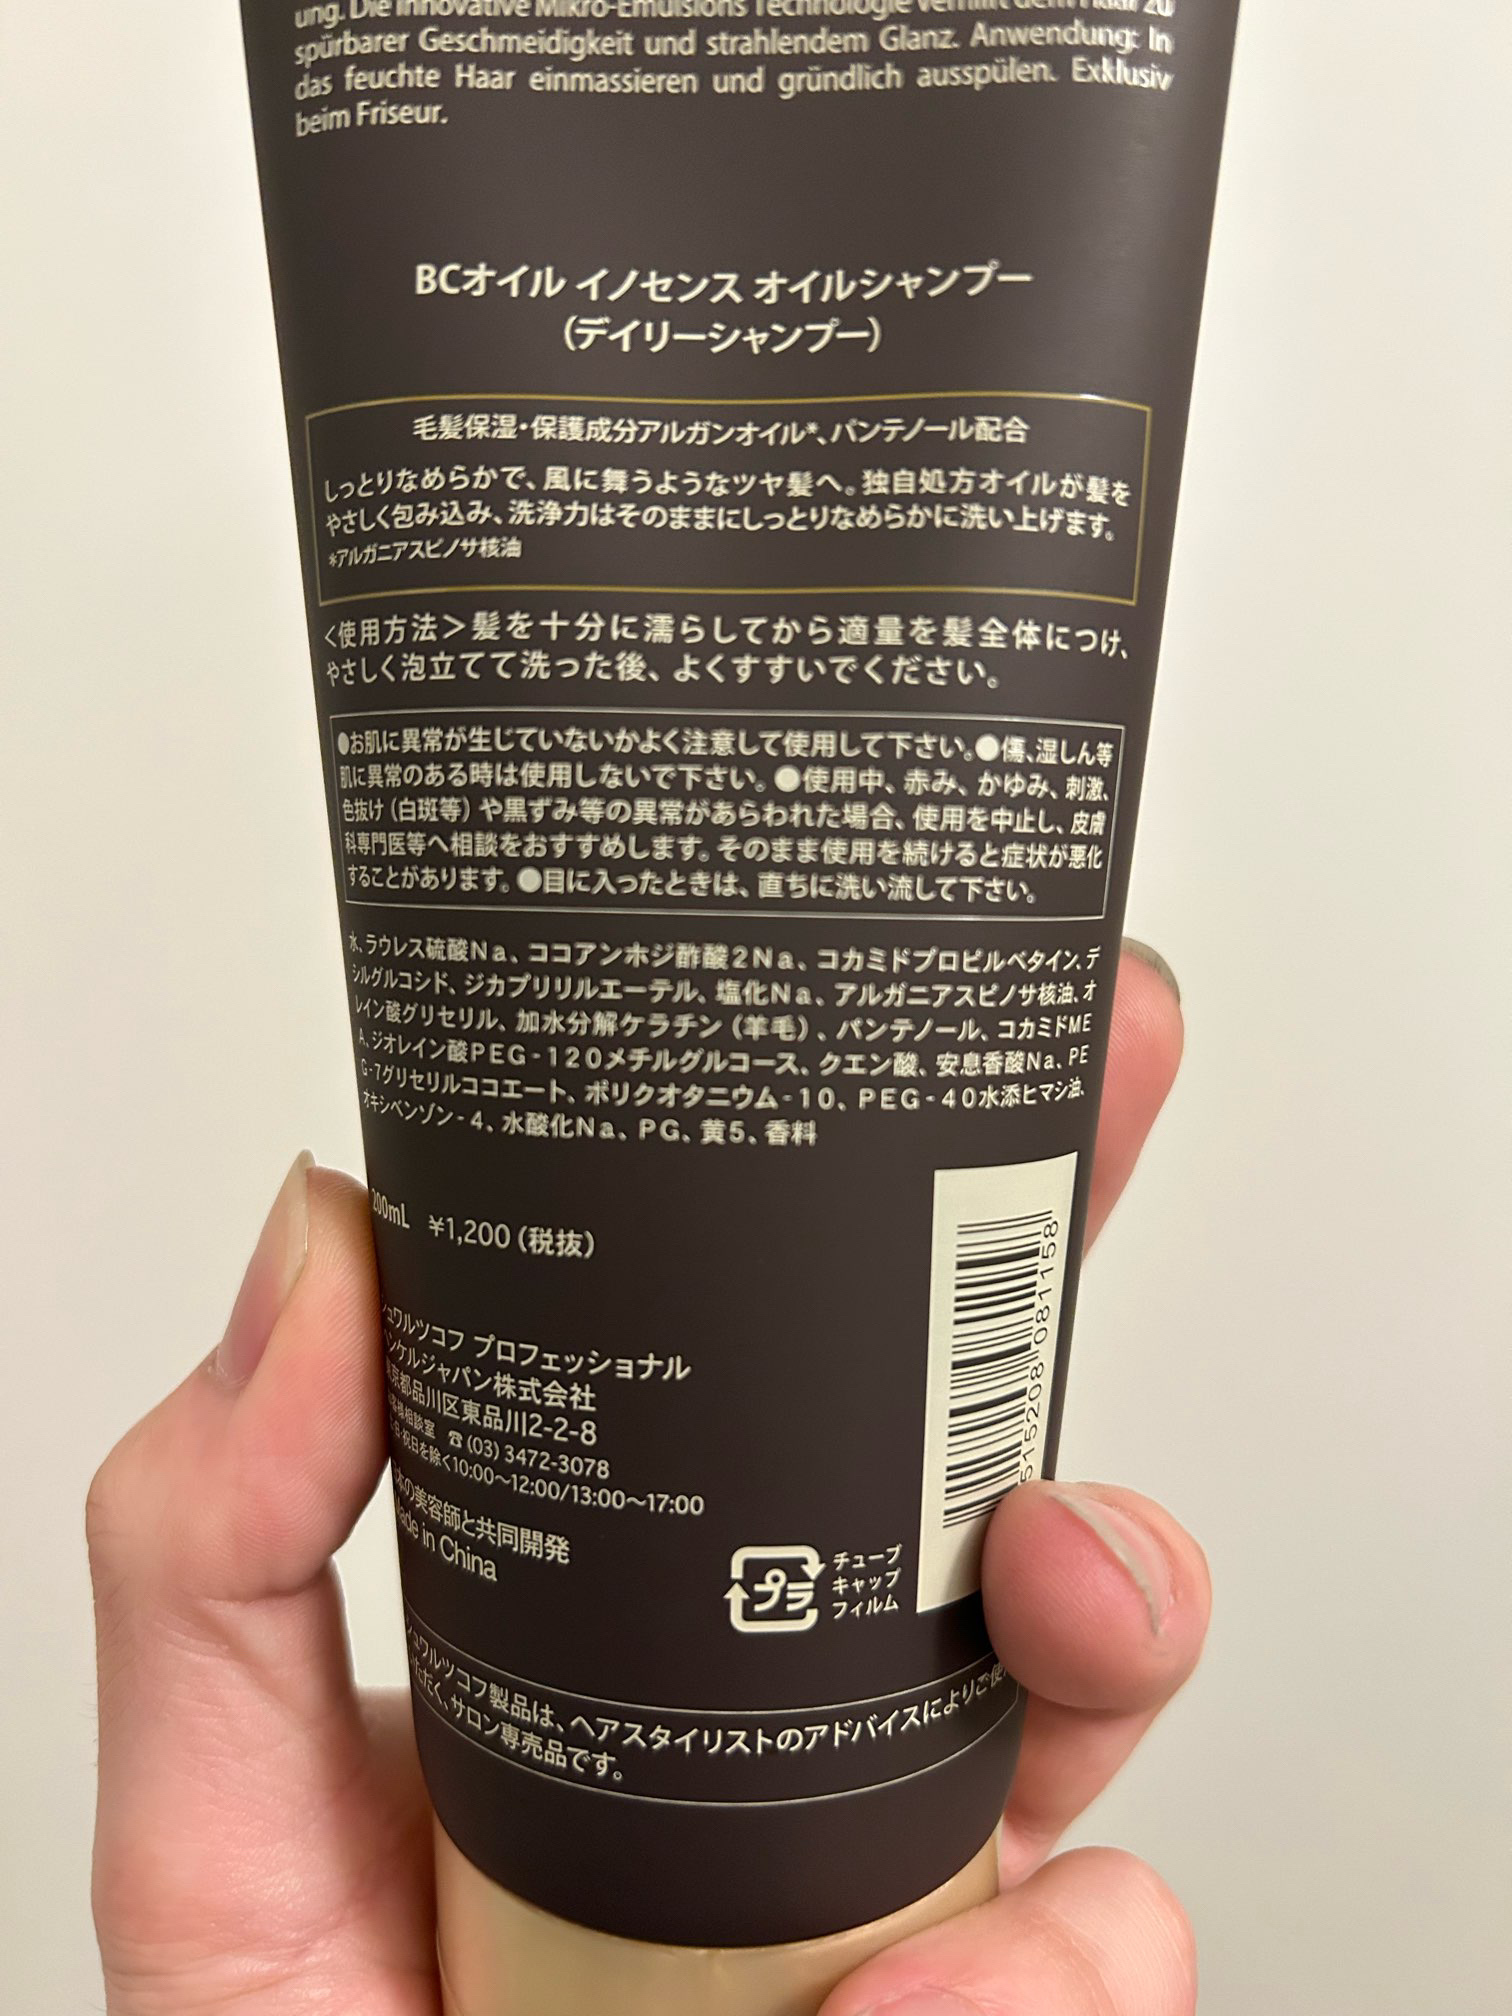 ung. Die innovative Mikro-Emulsions Technologie verhilft dem Haar zu
spürbarer Geschmeidigkeit und strahlendem Glanz. Anwendung: In
das feuchte Haar einmassieren und gründlich ausspülen. Exklusiv
beim Friseur.
BCオイル イノセンス オイルシャンプー
(デイリーシャンプー)
毛髪保湿・保護成分アルガンオイル*、パンテノール配合
しっとりなめらかで、風に舞うようなツヤ髪へ。独自処方オイルが髪を
やさしく包み込み、洗浄力はそのままにしっとりなめらかに洗い上げます。
*アルガニアスピノサ核油
<使用方法>髪を十分に濡らしてから適量を髪全体につけ、
やさしく泡立てて洗った後、よくすすいでください。
●お肌に異常が生じていないかよく注意して使用して下さい。●傷、湿しん等
肌に異常のある時は使用しないで下さい。●使用中、赤み、かゆみ、刺激、
色抜け(白斑等)や黒ずみ等の異常があらわれた場合、使用を中止し、皮膚
科専門医等へ相談をおすすめします。そのまま使用を続けると症状が悪化
することがあります。●目に入ったときは、直ちに洗い流して下さい。
水、ラウレス硫酸Na、ココアンホジ酢酸2Na、コカミドプロピルベタイン、デ
シルグルコシド、ジカプリリルエーテル、塩化Na、アルガニアスピノサ核油、オ
レイン酸グリセリル、加水分解ケラチン(羊毛)、パンテノール、コカミドME
A、ジオレイン酸PEG-120メチルグルコース、クエン酸、安息香酸Na、PE
G-7グリセリルココエート、ポリクオタニウム-10、PEG-40水添ヒマシ油、
オキシベンゾン-4、水酸化Na、PG、黄5、香料
200mL ¥1,200(税抜)
シュワルツコフ プロフェッショナル
ヘンケルジャパン株式会社
東京都品川区東品川2-2-8
お客様相談室 ☎(03)3472-3078
土・日・祝日を除く10:00〜12:00/13:00〜17:00
日本の美容師と共同開発
Made in China
プラ
チューブ
キャップ
フィルム
515208 081158
シュワルツコフ製品は、ヘアスタイリストのアドバイスによりご使
いただく、サロン専売品です。